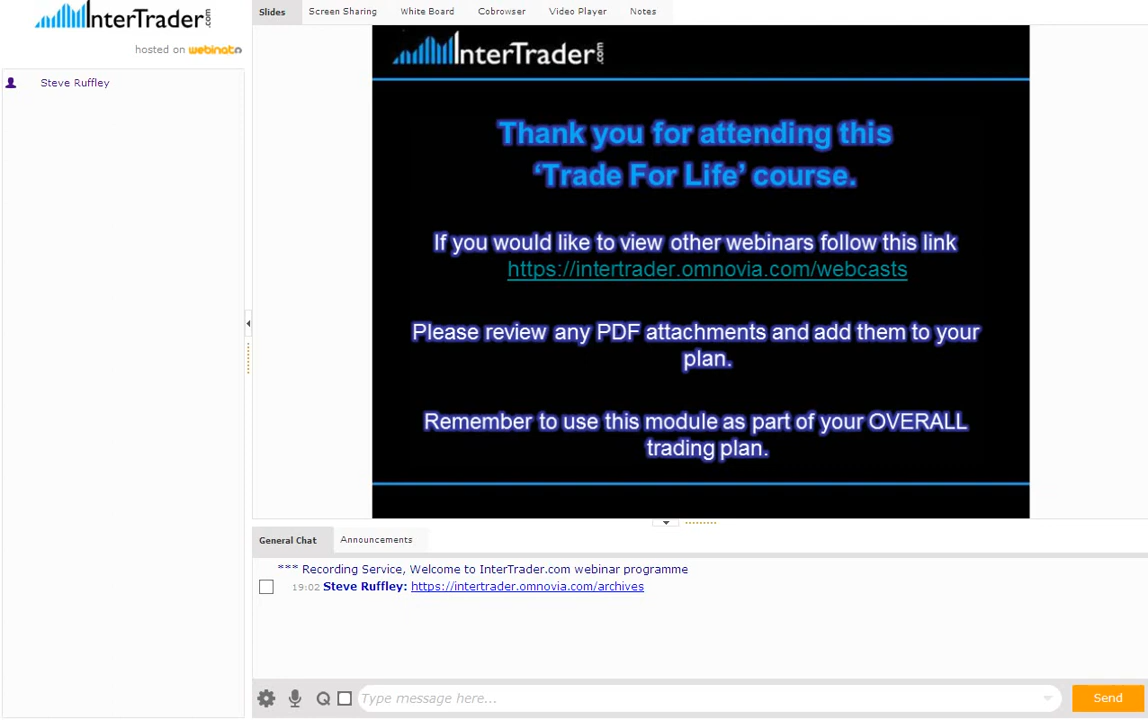 InterTrader.com
hosted on webinato
Steve Ruffley
Slides
Screen Sharing
White Board
Cobrowser
Video Player
Notes
InterTrader.com
Thank you for attending this
‘Trade For Life’ course.
If you would like to view other webinars follow this link
https://intertrader.omnovia.com/webcasts
Please review any PDF attachments and add them to your
plan.
Remember to use this module as part of your OVERALL
trading plan.
General Chat
Announcements
*** Recording Service, Welcome to InterTrader.com webinar programme
19:02 Steve Ruffley: https://intertrader.omnovia.com/archives
Q
Type message here...
Send